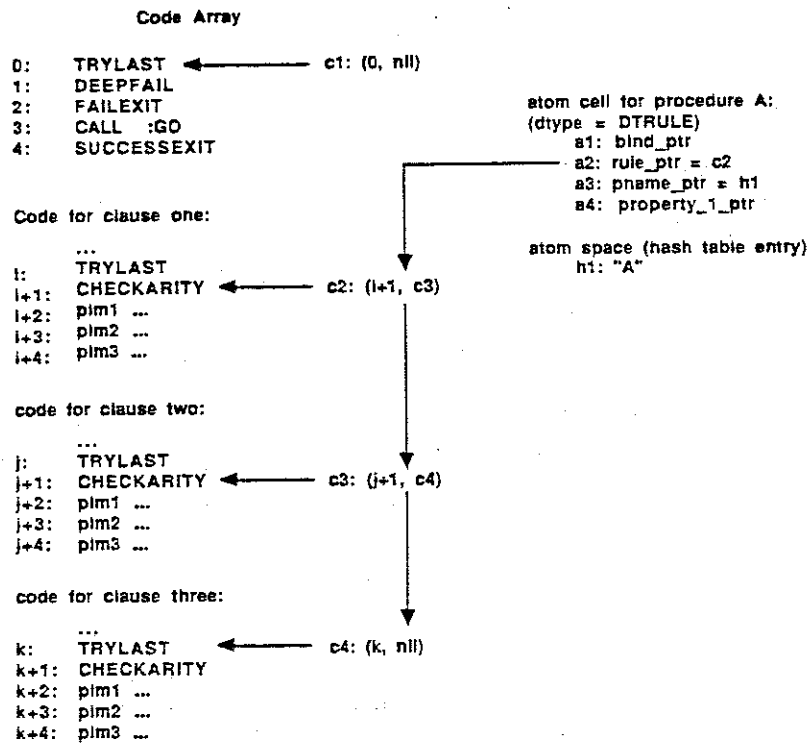 Code Array
0: TRYLAST c1: (0, nil)
1: DEEPFAIL
2: FAILEXIT
3: CALL :GO
4: SUCCESSEXIT
atom cell for procedure A:
(dtype = DTRULE)
a1: bind_ptr
a2: rule_ptr = c2
a3: pname_ptr = h1
a4: property_1_ptr
atom space (hash table entry)
h1: "A"
Code for clause one:
...
i: TRYLAST
i+1: CHECKARITY c2: (i+1, c3)
i+2: plm1 ...
i+3: plm2 ...
i+4: plm3 ...
code for clause two:
...
j: TRYLAST
j+1: CHECKARITY c3: (j+1, c4)
j+2: plm1 ...
j+3: plm2 ...
j+4: plm3 ...
code for clause three:
...
k: TRYLAST c4: (k, nil)
k+1: CHECKARITY
k+2: plm1 ...
k+3: plm2 ...
k+4: plm3 ...